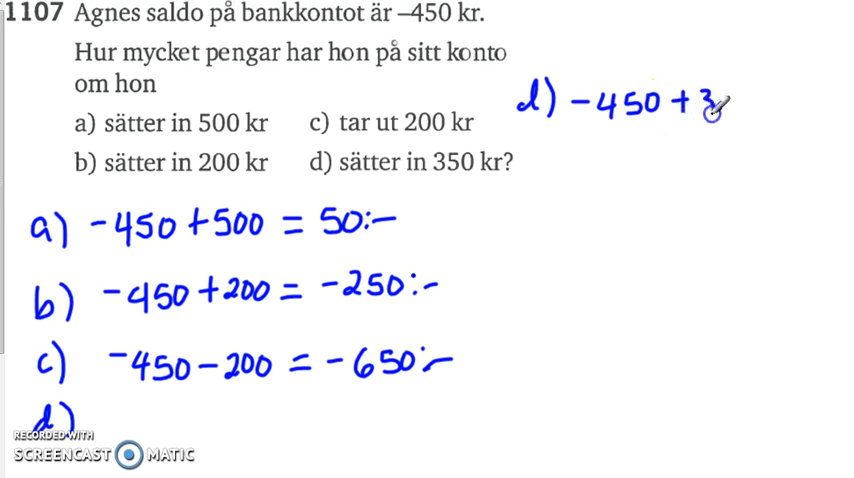 1107 Agnes saldo på bankkontot är –450 kr.
Hur mycket pengar har hon på sitt konto
om hon
a) sätter in 500 kr c) tar ut 200 kr
b) sätter in 200 kr d) sätter in 350 kr?
d) -450 + 3
a) -450 +500 = 50:-
b) -450 +200 = -250:-
c) -450 - 200 = -650:-
d)
RECORDED WITH
SCREENCAST MATIC